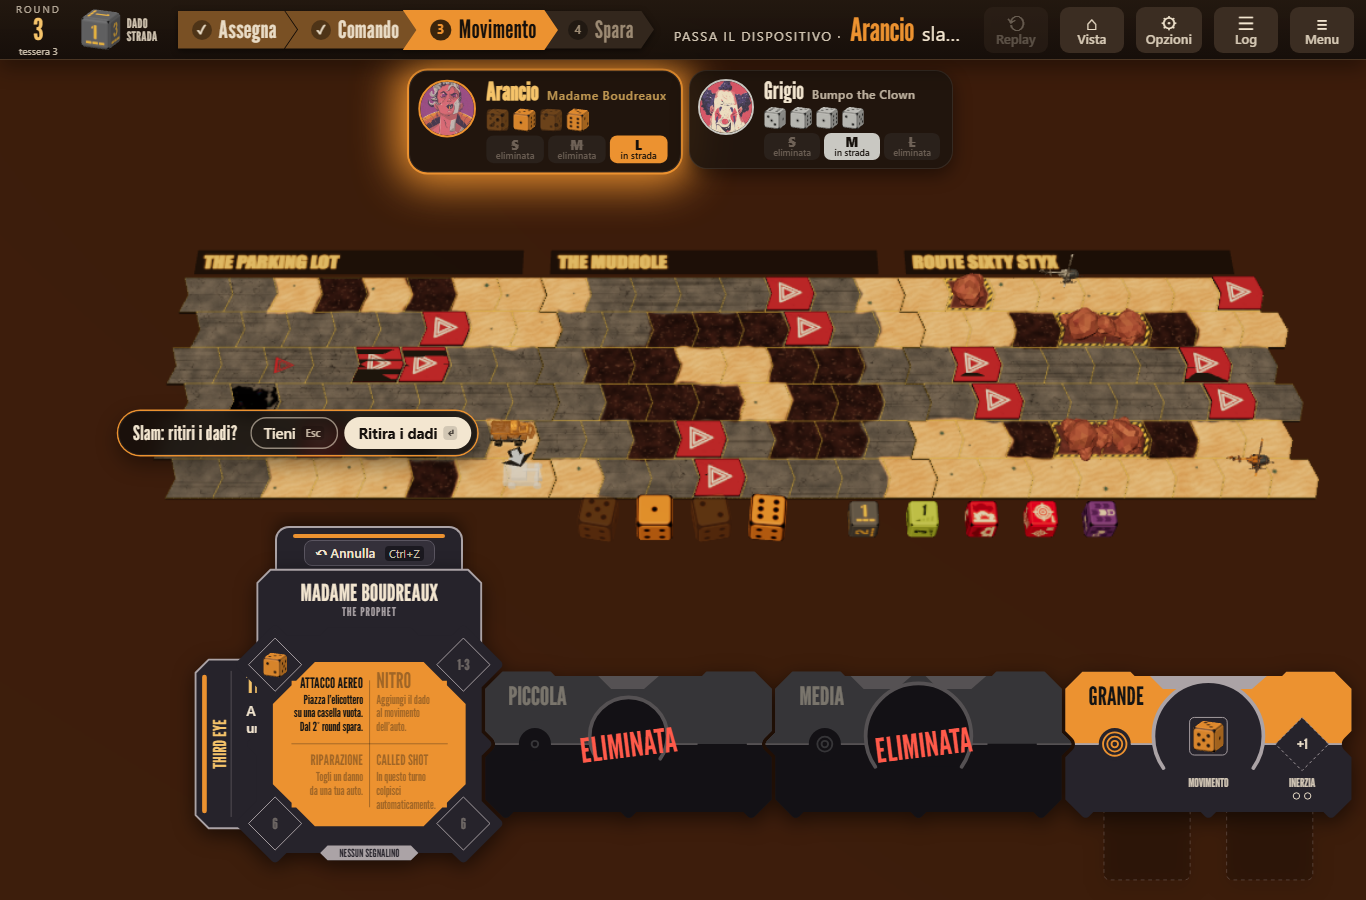 ROUND
3
tessera 3
DADO
STRADA
Assegna
Comando
3 Movimento
4 Spara
PASSA IL DISPOSITIVO · Arancio sla...
Replay
Vista
Opzioni
Log
Menu
Arancio Madame Boudreaux
S eliminata
M eliminata
L in strada
Grigio Bumpo the Clown
S eliminata
M in strada
L eliminata
THE PARKING LOT
THE MUDHOLE
ROUTE SIXTY STYX
Slam: ritiri i dadi?
Tieni Esc
Ritira i dadi
Annulla Ctrl+Z
MADAME BOUDREAUX
THE PROPHET
THIRD EYE
1-3
ATTACCO AEREO
Piazza l'elicottero
su una casella vuota.
Dal 2° round spara.
NITRO
Aggiungi il dado
al movimento
dell'auto.
RIPARAZIONE
Togli un danno
da una tua auto.
CALLED SHOT
In questo turno
colpisci
automaticamente.
6
6
NESSUN SEGNALINO
PICCOLA
ELIMINATA
MEDIA
ELIMINATA
GRANDE
MOVIMENTO
+1
INERZIA